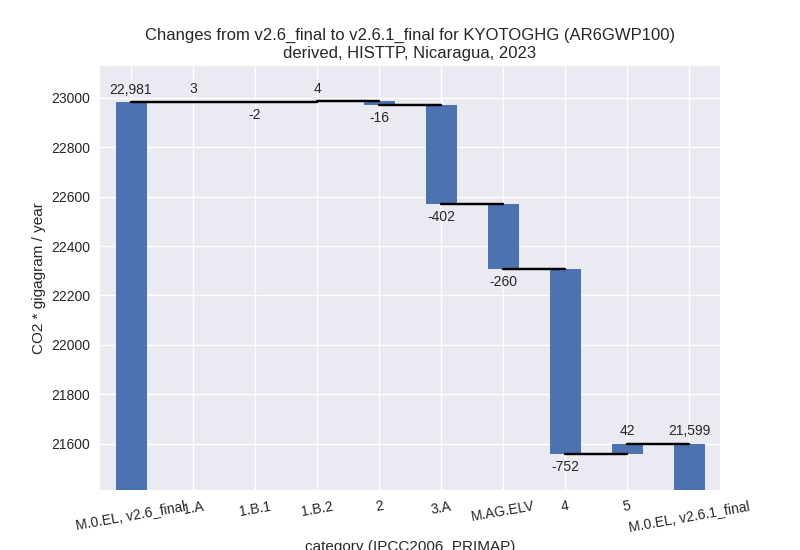 Changes from v2.6_final to v2.6.1_final for KYOTOGHG (AR6GWP100)
derived, HISTTP, Nicaragua, 2023
CO2 * gigagram / year
23000
22800
22600
22400
22200
22000
21800
21600
22,981
3
-2
4
-16
-402
-260
-752
42
21,599
M.0.EL, v2.6_final
1.A
1.B.1
1.B.2
2
3.A
M.AG.ELV
4
5
M.0.EL, v2.6.1_final
category (IPCC2006_PRIMAP)